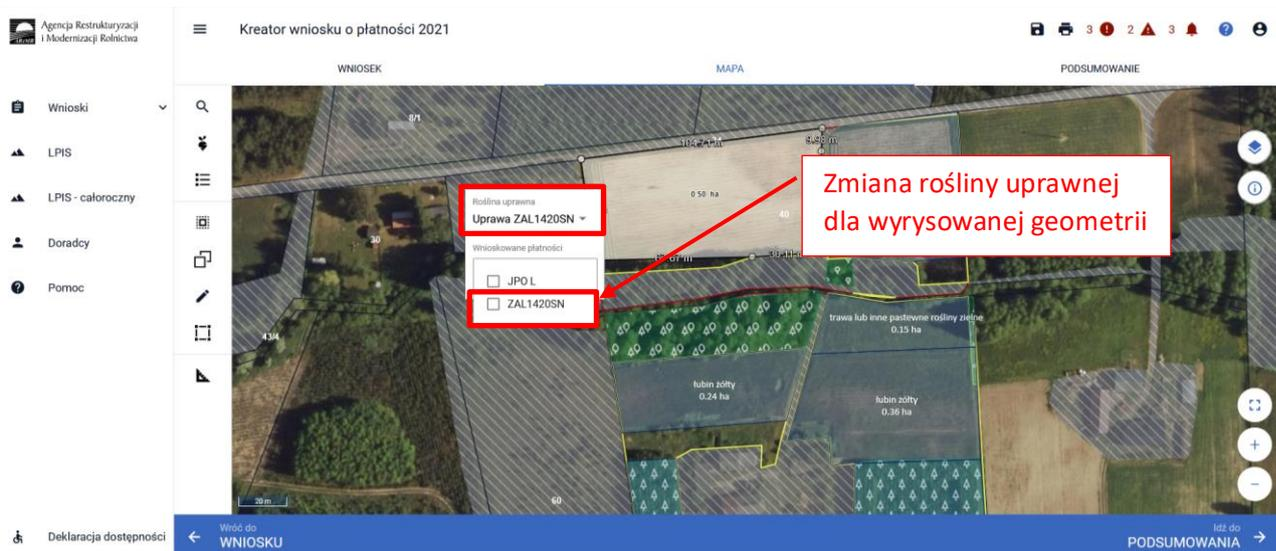 Agencja Restrukturyzacji
i Modernizacji Rolnictwa
Kreator wniosku o płatności 2021
3
2
3
WNIOSEK
MAPA
PODSUMOWANIE
Wnioski
LPIS
LPIS - całoroczny
Doradcy
Pomoc
Deklaracja dostępności
8/1
9.98 m
0.50 ha
40
30
Roślina uprawna
Uprawa ZAL1420SN
Wnioskowane płatności
JPO L
ZAL1420SN
Zmiana rośliny uprawnej
dla wyrysowanej geometrii
43/4
trawa lub inne pastewne rośliny zielne
0.15 ha
łubin żółty
0.24 ha
łubin żółty
0.36 ha
60
20 m
Wróć do
WNIOSKU
Idź do
PODSUMOWANIA